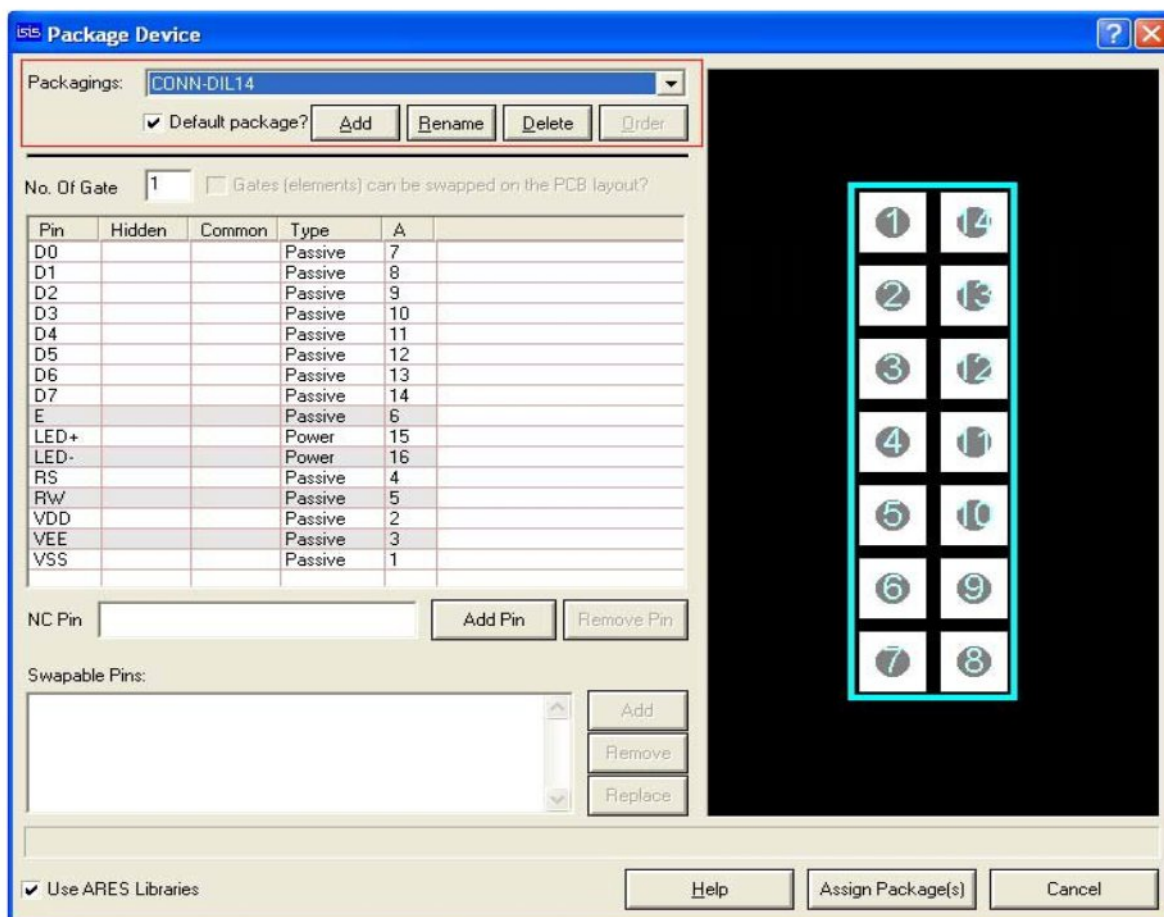 isis Package Device
Packagings: CONN-DIL14
Default package? Add Rename Delete Order
No. Of Gate 1 Gates (elements) can be swapped on the PCB layout?
Pin Hidden Common Type A
D0 Passive 7
D1 Passive 8
D2 Passive 9
D3 Passive 10
D4 Passive 11
D5 Passive 12
D6 Passive 13
D7 Passive 14
E Passive 6
LED+ Power 15
LED- Power 16
RS Passive 4
RW Passive 5
VDD Passive 2
VEE Passive 3
VSS Passive 1
NC Pin Add Pin Remove Pin
Swapable Pins:
Add
Remove
Replace
Use ARES Libraries Help Assign Package(s) Cancel
1 14
2 13
3 12
4 11
5 10
6 9
7 8